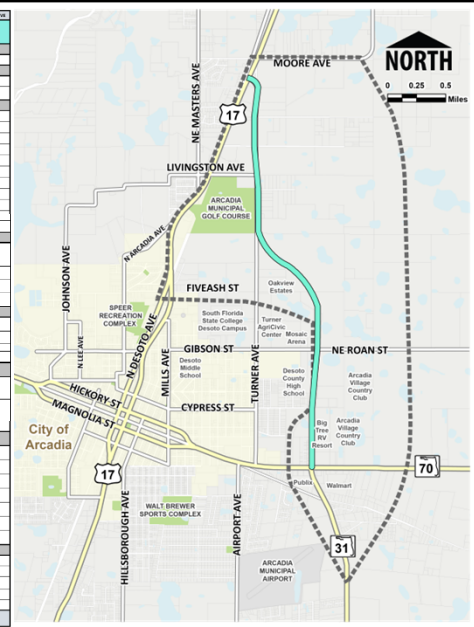 MOORE AVE
NORTH
0 0.25 0.5
Miles
NE MASTERS AVE
17
LIVINGSTON AVE
ARCADIA
MUNICIPAL
GOLF COURSE
N ARCADIA AVE
JOHNSON AVE
FIVEASH ST
Oakview
Estates
SPEER
RECREATION
COMPLEX
South Florida
State College
Desoto Campus
Turner
AgriCivic
Center
Mosaic
Arena
N LEE AVE
N DESOTO AVE
MILLS AVE
GIBSON ST
TURNER AVE
NE ROAN ST
Desoto
Middle
School
Desoto
County
High
School
Arcadia
Village
Country
Club
HICKORY ST
MAGNOLIA ST
CYPRESS ST
City of
Arcadia
Big
Tree
RV
Resort
Arcadia
Village
Country
Club
70
17
Publix
Walmart
HILLSBOROUGH AVE
WALT BREWER
SPORTS COMPLEX
AIRPORT AVE
31
ARCADIA
MUNICIPAL
AIRPORT